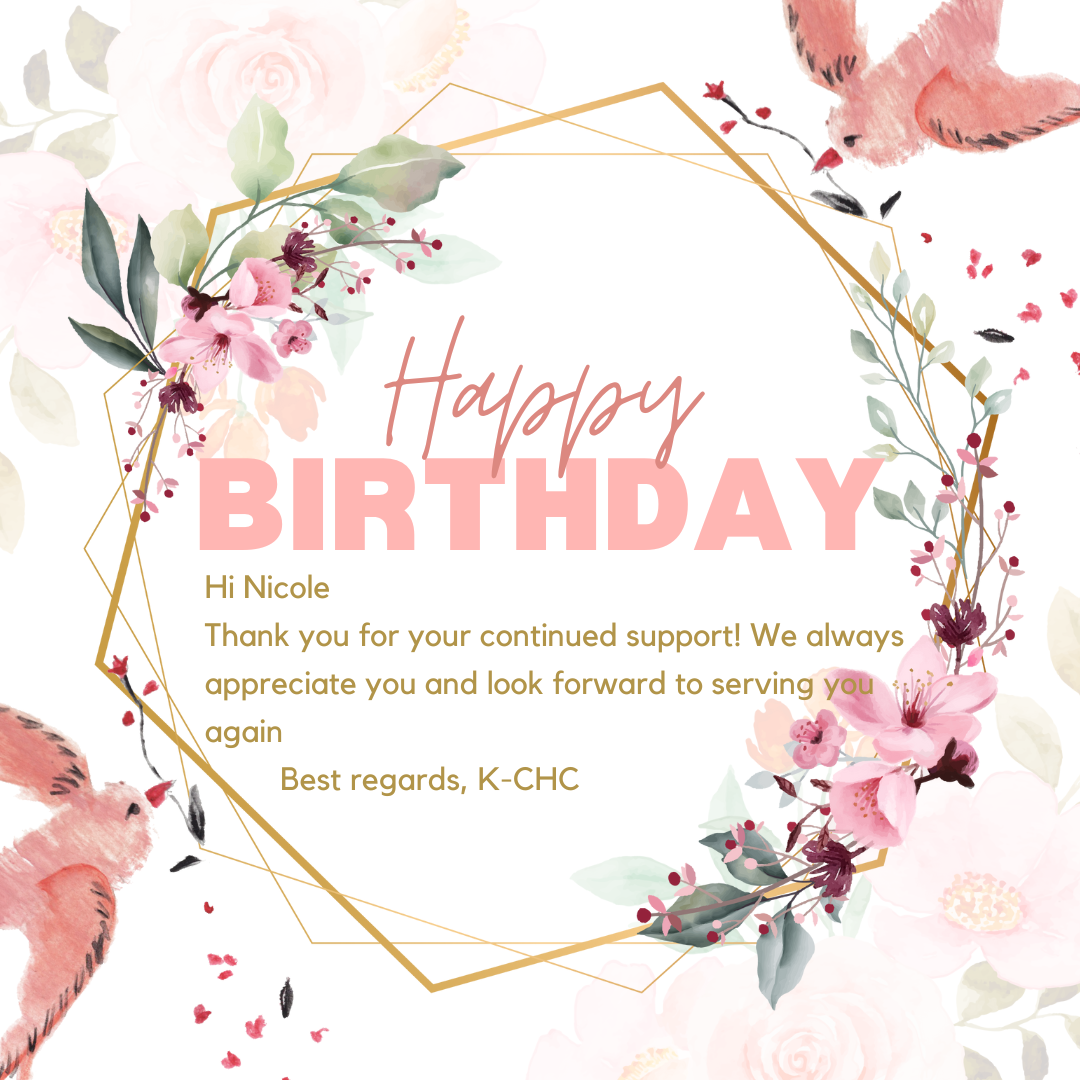 Happy
BIRTHDAY
Hi Nicole
Thank you for your continued support! We always
appreciate you and look forward to serving you
again
Best regards, K-CHC